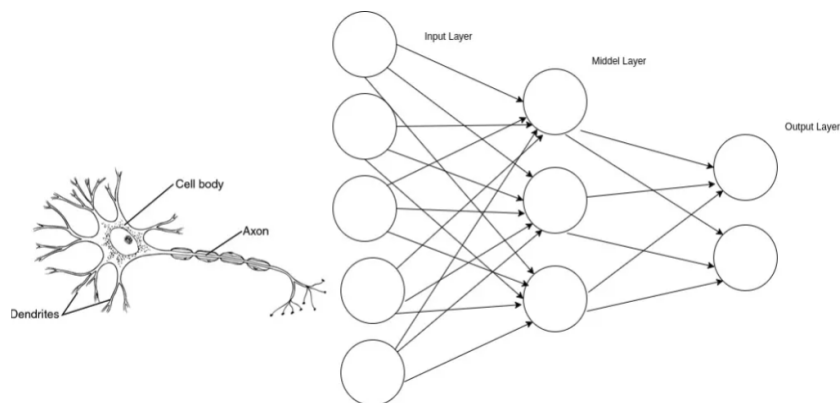 Input Layer
Middel Layer
Output Layer
Cell body
Axon
Dendrites